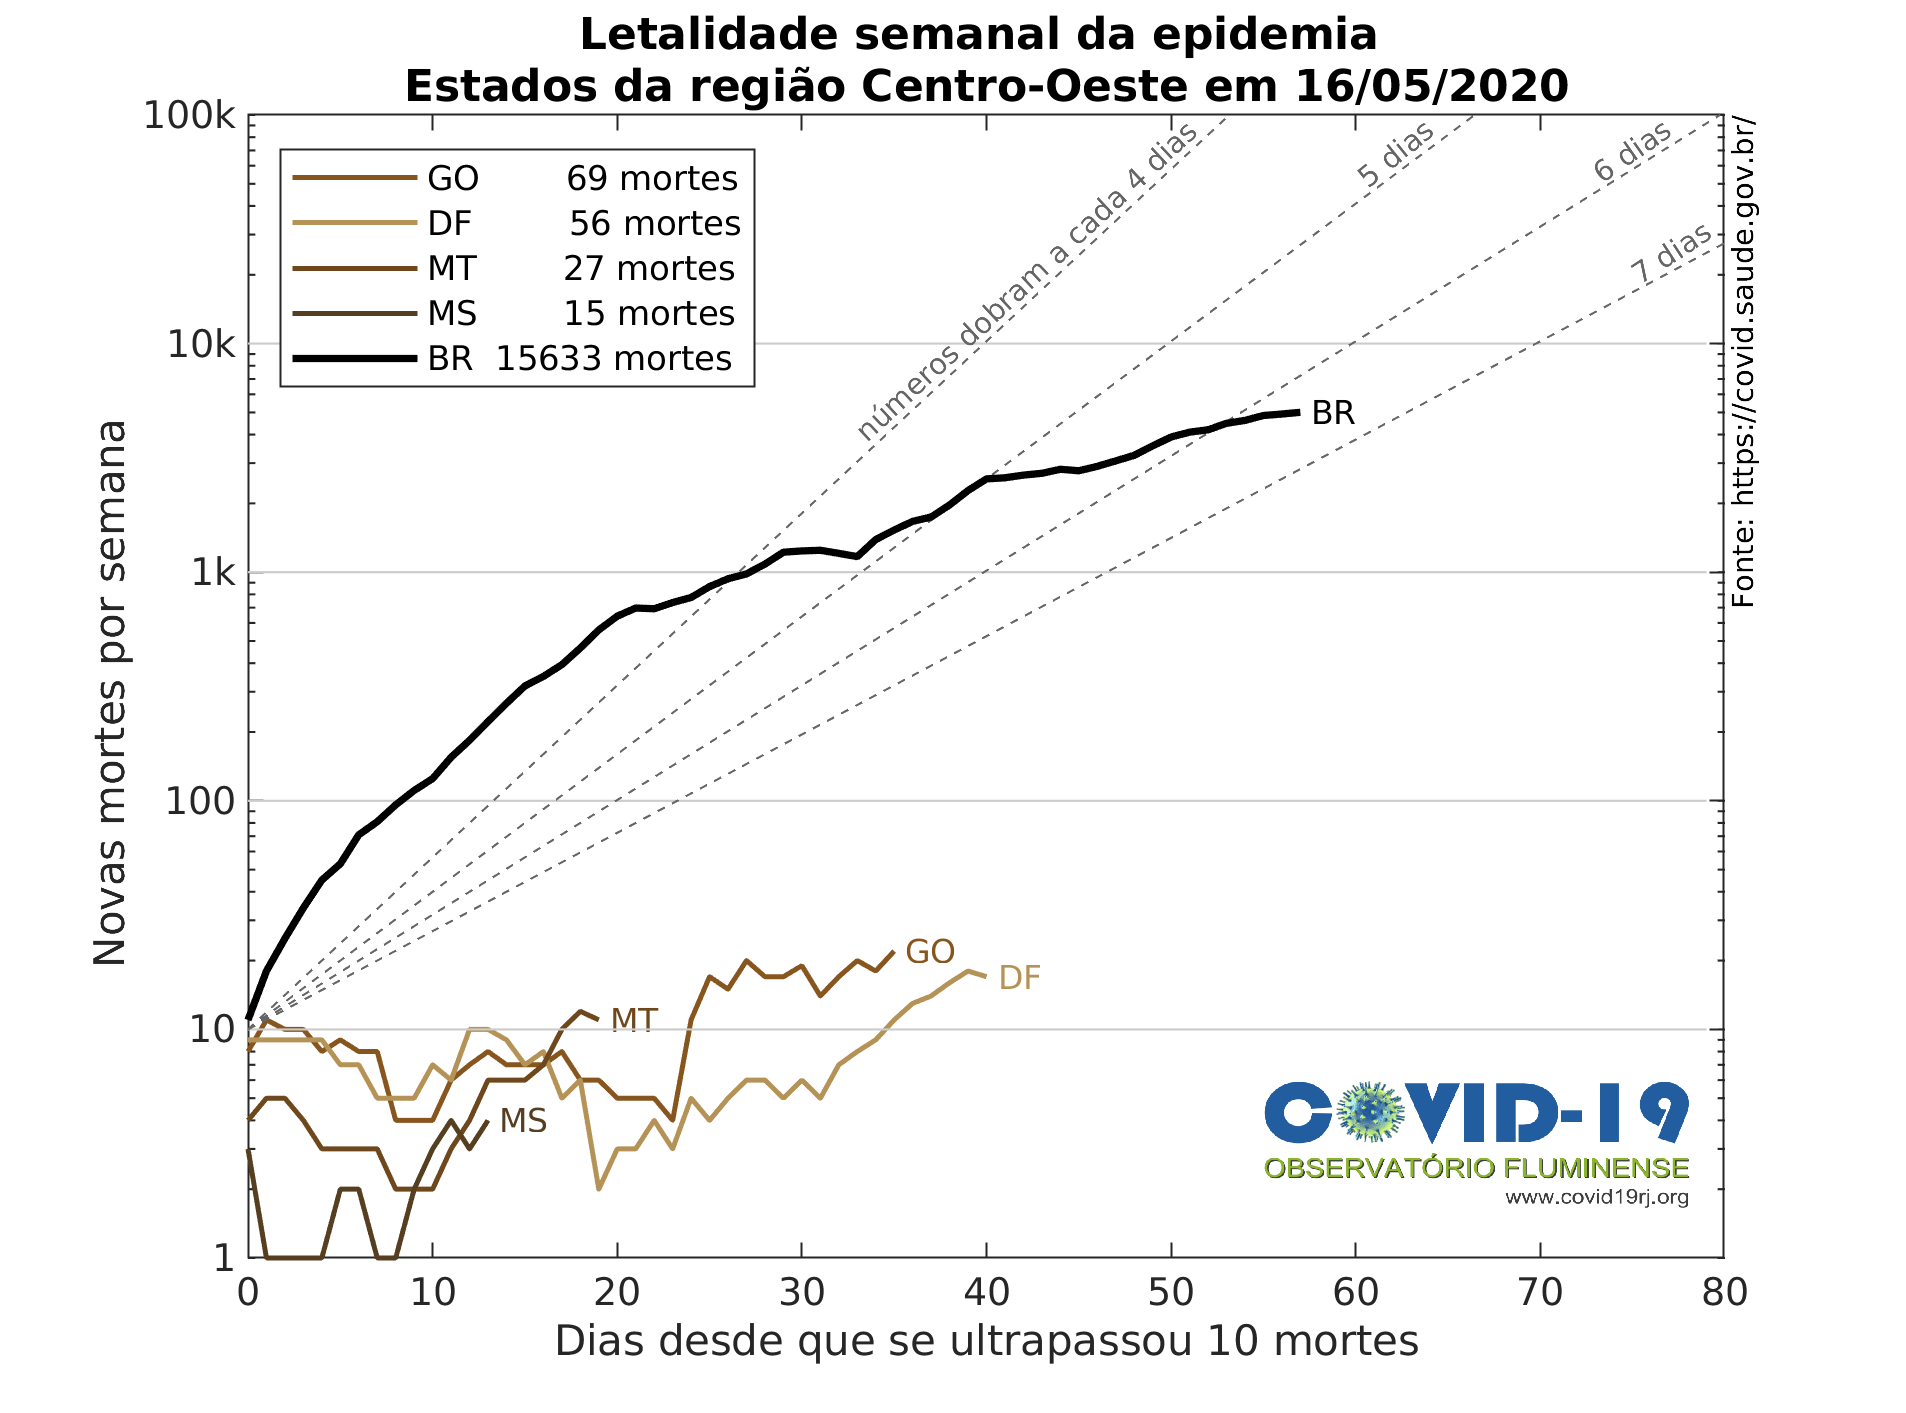 Letalidade semanal da epidemia
Estados da região Centro-Oeste em 16/05/2020
100k
10k
1k
100
10
1
Novas mortes por semana
GO 69 mortes
DF 56 mortes
MT 27 mortes
MS 15 mortes
BR 15633 mortes
números dobram a cada 4 dias
5 dias
6 dias
7 dias
BR
GO
DF
MT
MS
Fonte: https://covid.saude.gov.br/
COVID-19
OBSERVATÓRIO FLUMINENSE
www.covid19rj.org
0 10 20 30 40 50 60 70 80
Dias desde que se ultrapassou 10 mortes